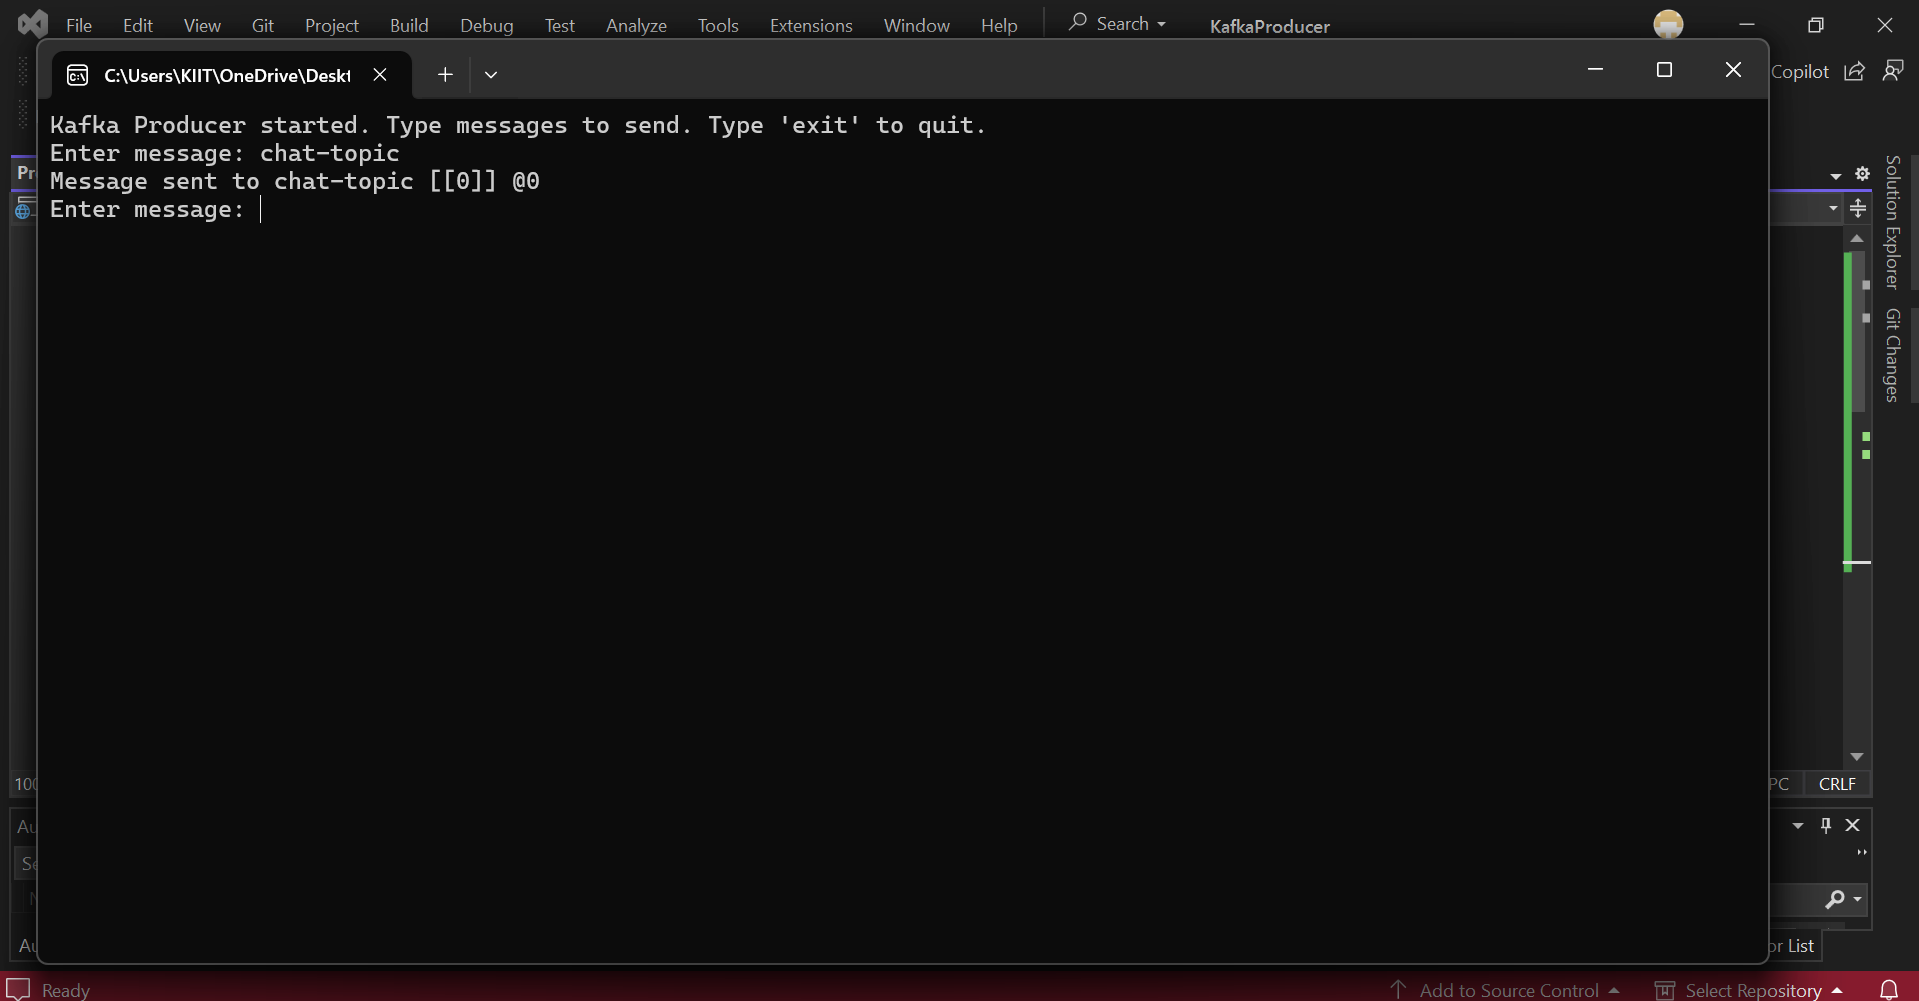 File Edit View Git Project Build Debug Test Analyze Tools Extensions Window Help Search KafkaProducer
C:\Users\KIIT\OneDrive\Deskt
Copilot
Kafka Producer started. Type messages to send. Type 'exit' to quit.
Enter message: chat-topic
Message sent to chat-topic [[0]] @0
Enter message:
Solution Explorer
Git Changes
CRLF
List
Ready
Add to Source Control
Select Repository